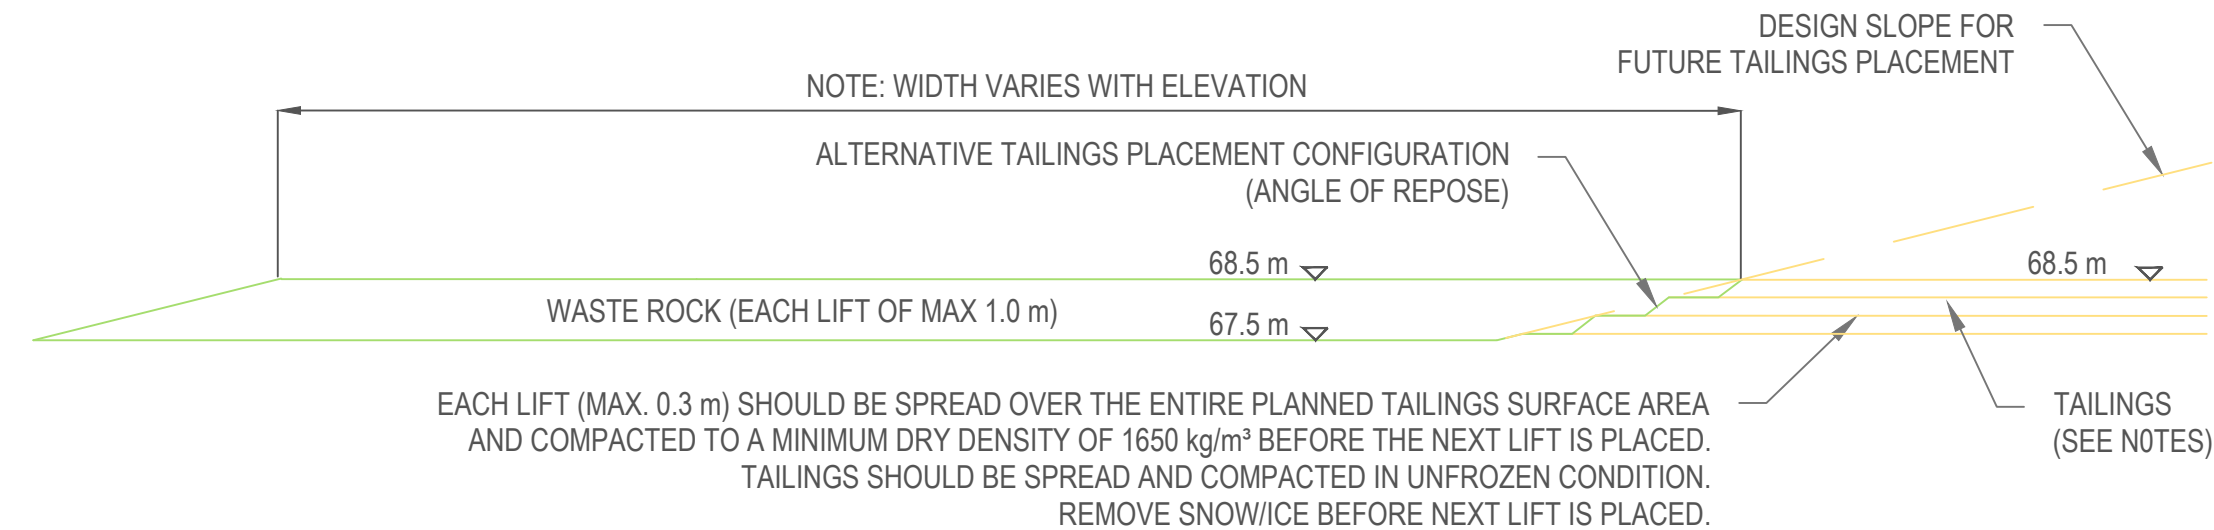 DESIGN SLOPE FOR
FUTURE TAILINGS PLACEMENT
NOTE: WIDTH VARIES WITH ELEVATION
ALTERNATIVE TAILINGS PLACEMENT CONFIGURATION
(ANGLE OF REPOSE)
68.5 m
68.5 m
WASTE ROCK (EACH LIFT OF MAX 1.0 m)
67.5 m
EACH LIFT (MAX. 0.3 m) SHOULD BE SPREAD OVER THE ENTIRE PLANNED TAILINGS SURFACE AREA
AND COMPACTED TO A MINIMUM DRY DENSITY OF 1650 kg/m³ BEFORE THE NEXT LIFT IS PLACED.
TAILINGS SHOULD BE SPREAD AND COMPACTED IN UNFROZEN CONDITION.
REMOVE SNOW/ICE BEFORE NEXT LIFT IS PLACED.
TAILINGS
(SEE N0TES)